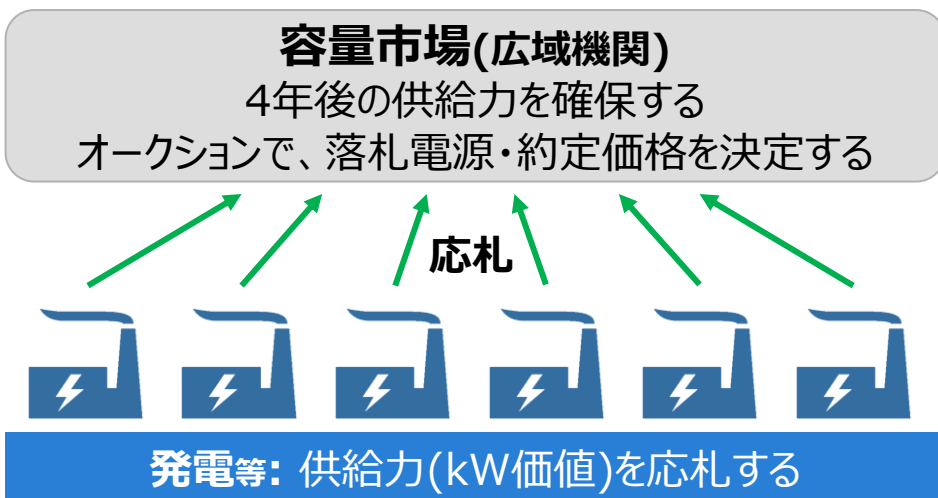 容量市場(広域機関)
4年後の供給力を確保する
オークションで、落札電源・約定価格を決定する
応札
発電等: 供給力(kW価値)を応札する